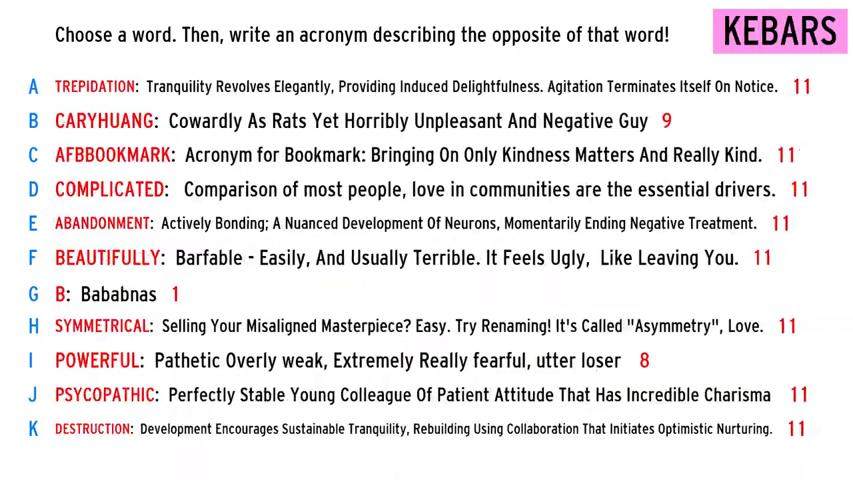 Choose a word. Then, write an acronym describing the opposite of that word!
KEBARS
A TREPIDATION: Tranquility Revolves Elegantly, Providing Induced Delightfulness. Agitation Terminates Itself On Notice. 11
B CARYHUANG: Cowardly As Rats Yet Horribly Unpleasant And Negative Guy 9
C AFBBOOKMARK: Acronym for Bookmark: Bringing On Only Kindness Matters And Really Kind. 11
D COMPLICATED: Comparison of most people, love in communities are the essential drivers. 11
E ABANDONMENT: Actively Bonding; A Nuanced Development Of Neurons, Momentarily Ending Negative Treatment. 11
F BEAUTIFULLY: Barfable - Easily, And Usually Terrible. It Feels Ugly, Like Leaving You. 11
G B: Bababnas 1
H SYMMETRICAL: Selling Your Misaligned Masterpiece? Easy. Try Renaming! It's Called "Asymmetry", Love. 11
I POWERFUL: Pathetic Overly weak, Extremely Really fearful, utter loser 8
J PSYCOPATHIC: Perfectly Stable Young Colleague Of Patient Attitude That Has Incredible Charisma 11
K DESTRUCTION: Development Encourages Sustainable Tranquility, Rebuilding Using Collaboration That Initiates Optimistic Nurturing. 11